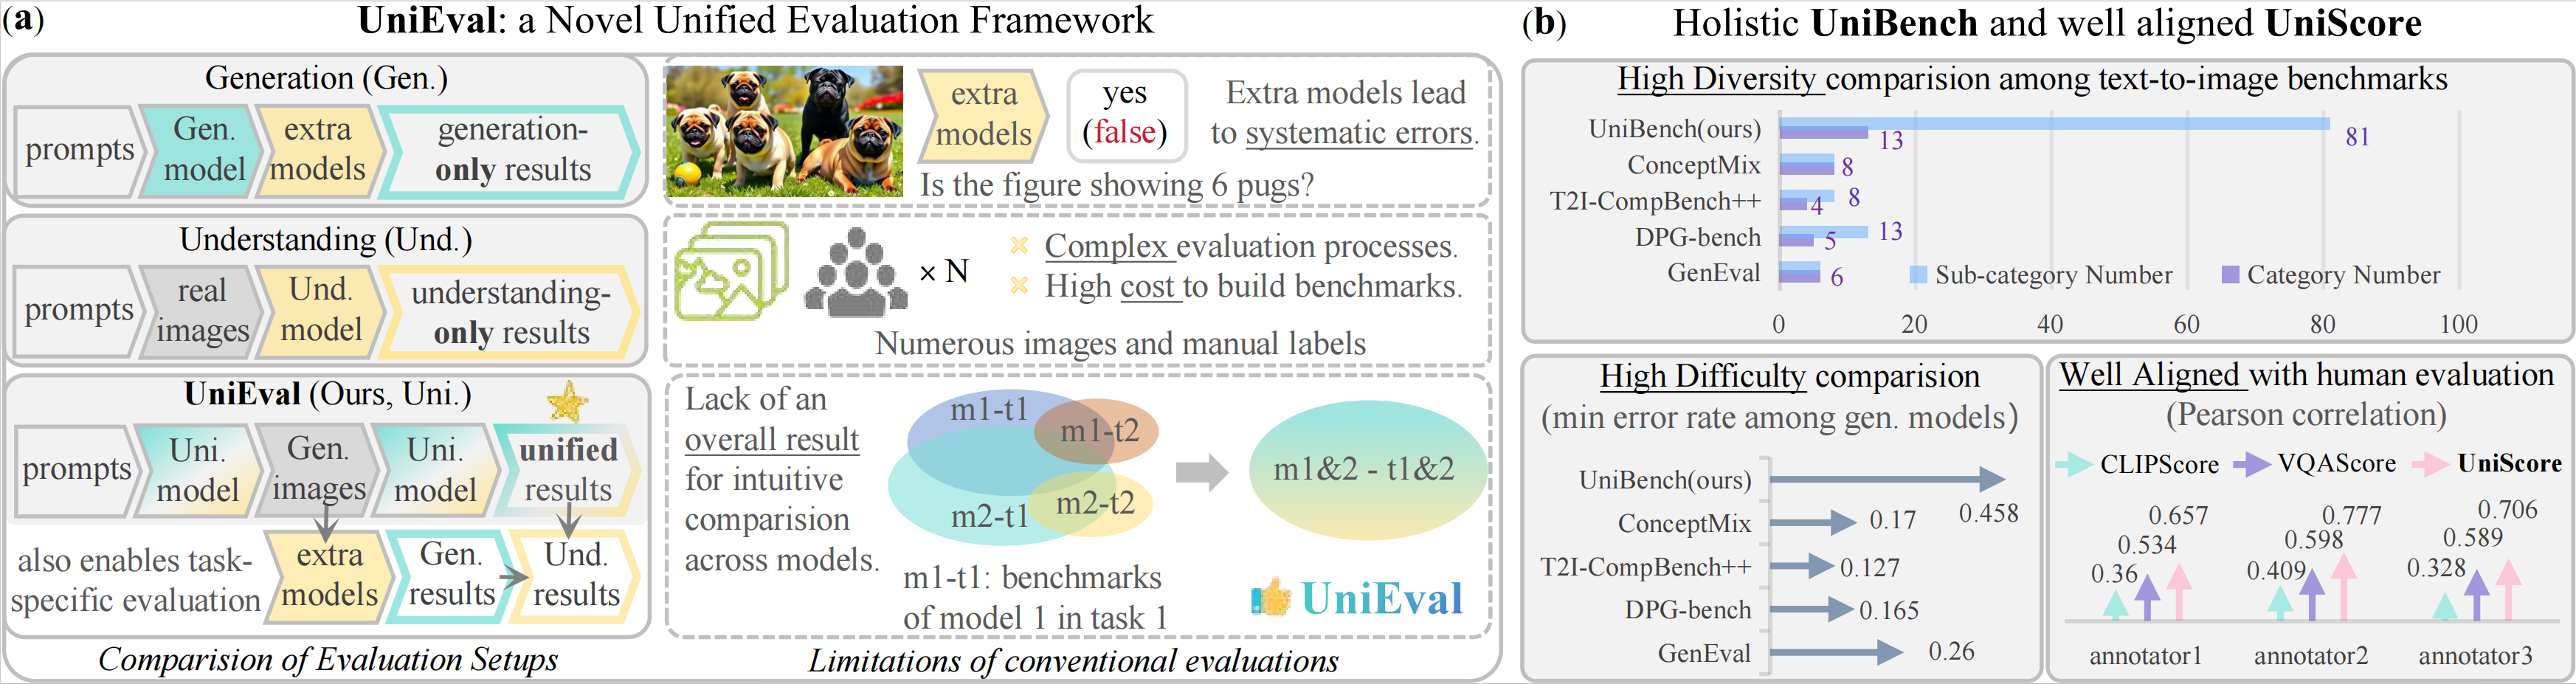 (a) UniEval: a Novel Unified Evaluation Framework
Generation (Gen.)
prompts
Gen.
model
extra
models
generation-
only results
Understanding (Und.)
prompts
real
images
Und.
model
understanding-
only results
UniEval (Ours, Uni.)
prompts
Uni.
model
Gen.
images
Uni.
model
unified
results
also enables task-
specific evaluation
extra
models
Gen.
results
Und.
results
Comparision of Evaluation Setups
extra
models
yes
(false)
Extra models lead
to systematic errors.
Is the figure showing 6 pugs?
× N
Complex evaluation processes.
High cost to build benchmarks.
Numerous images and manual labels
Lack of an
overall result
for intuitive
comparision
across models.
m1-t1
m1-t2
m2-t1
m2-t2
m1&2 - t1&2
m1-t1: benchmarks
of model 1 in task 1
UniEval
Limitations of conventional evaluations
(b) Holistic UniBench and well aligned UniScore
High Diversity comparision among text-to-image benchmarks
UniBench(ours) 13 81
ConceptMix 8
T2I-CompBench++ 4 8
DPG-bench 5 13
GenEval 6
Sub-category Number
Category Number
0 20 40 60 80 100
High Difficulty comparision
(min error rate among gen. models)
UniBench(ours) 0.458
ConceptMix 0.17
T2I-CompBench++ 0.127
DPG-bench 0.165
GenEval 0.26
Well Aligned with human evaluation
(Pearson correlation)
CLIPScore VQAScore UniScore
0.36 0.534 0.657
0.409 0.598 0.777
0.328 0.589 0.706
annotator1 annotator2 annotator3